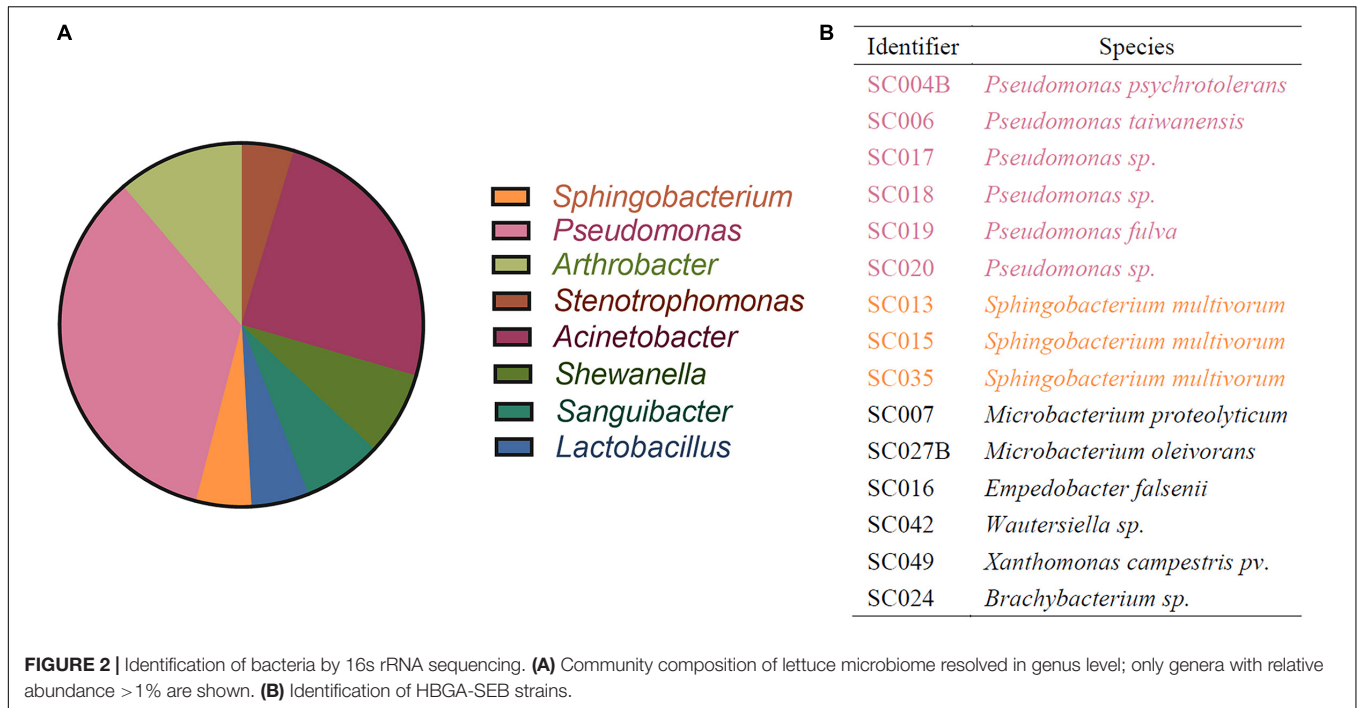 A
Sphingobacterium
Pseudomonas
Arthrobacter
Stenotrophomonas
Acinetobacter
Shewanella
Sanguibacter
Lactobacillus
B
Identifier Species
SC004B Pseudomonas psychrotolerans
SC006 Pseudomonas taiwanensis
SC017 Pseudomonas sp.
SC018 Pseudomonas sp.
SC019 Pseudomonas fulva
SC020 Pseudomonas sp.
SC013 Sphingobacterium multivorum
SC015 Sphingobacterium multivorum
SC035 Sphingobacterium multivorum
SC007 Microbacterium proteolyticum
SC027B Microbacterium oleivorans
SC016 Empedobacter falsenii
SC042 Wautersiella sp.
SC049 Xanthomonas campestris pv.
SC024 Brachybacterium sp.
FIGURE 2 | Identification of bacteria by 16s rRNA sequencing. (A) Community composition of lettuce microbiome resolved in genus level; only genera with relative
abundance >1% are shown. (B) Identification of HBGA-SEB strains.